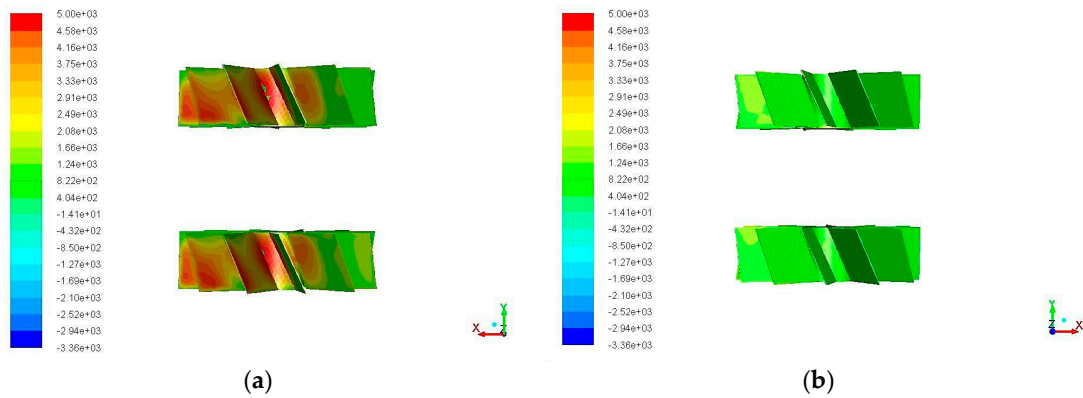 5.00e+03
4.58e+03
4.16e+03
3.75e+03
3.33e+03
2.91e+03
2.49e+03
2.08e+03
1.66e+03
1.24e+03
8.22e+02
4.04e+02
-1.41e+01
-4.32e+02
-8.50e+02
-1.27e+03
-1.69e+03
-2.10e+03
-2.52e+03
-2.94e+03
-3.36e+03
X
Y
Z
(a)
5.00e+03
4.58e+03
4.16e+03
3.75e+03
3.33e+03
2.91e+03
2.49e+03
2.08e+03
1.66e+03
1.24e+03
8.22e+02
4.04e+02
-1.41e+01
-4.32e+02
-8.50e+02
-1.27e+03
-1.69e+03
-2.10e+03
-2.52e+03
-2.94e+03
-3.36e+03
Y
Z
X
(b)